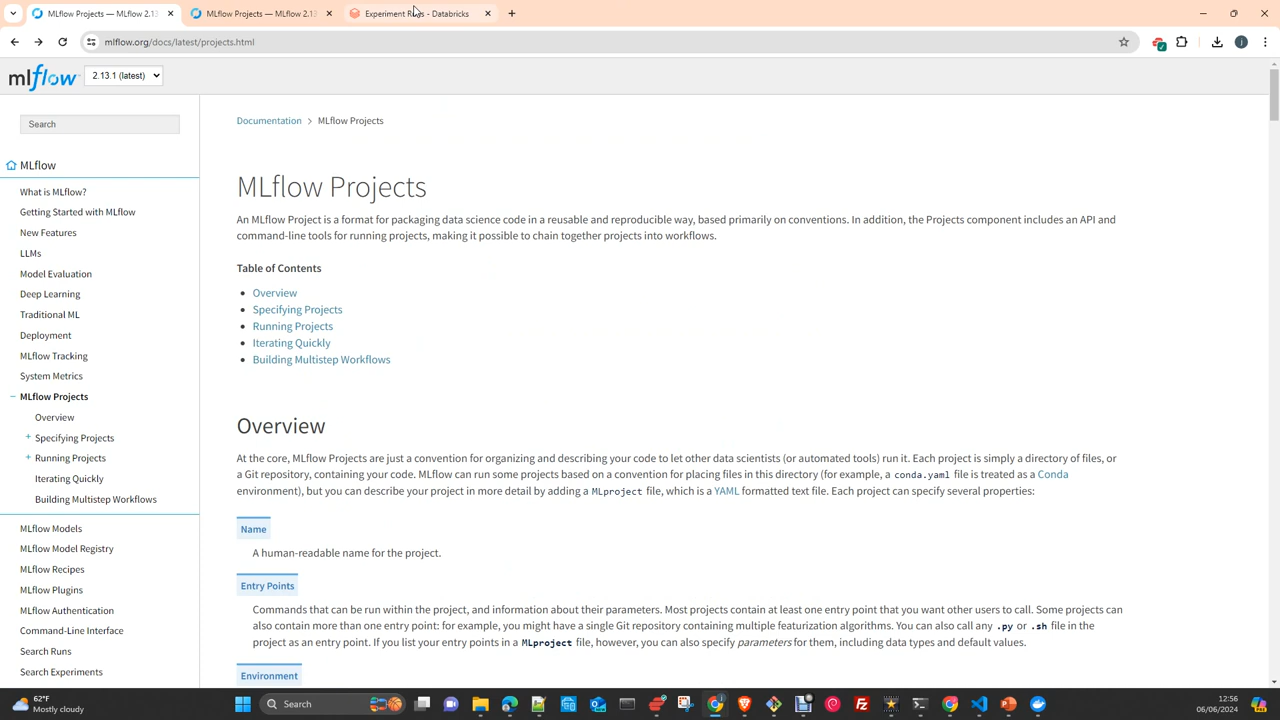 MLflow Projects — MLflow 2.13
MLflow Projects — MLflow 2.13
Experiment R s - Databricks
mlflow.org/docs/latest/projects.html
mlflow
2.13.1 (latest)
Search
MLflow
What is MLflow?
Getting Started with MLflow
New Features
LLMs
Model Evaluation
Deep Learning
Traditional ML
Deployment
MLflow Tracking
System Metrics
MLflow Projects
Overview
Specifying Projects
Running Projects
Iterating Quickly
Building Multistep Workflows
MLflow Models
MLflow Model Registry
MLflow Recipes
MLflow Plugins
MLflow Authentication
Command-Line Interface
Search Runs
Search Experiments
Documentation > MLflow Projects
MLflow Projects
An MLflow Project is a format for packaging data science code in a reusable and reproducible way, based primarily on conventions. In addition, the Projects component includes an API and
command-line tools for running projects, making it possible to chain together projects into workflows.
Table of Contents
Overview
Specifying Projects
Running Projects
Iterating Quickly
Building Multistep Workflows
Overview
At the core, MLflow Projects are just a convention for organizing and describing your code to let other data scientists (or automated tools) run it. Each project is simply a directory of files, or
a Git repository, containing your code. MLflow can run some projects based on a convention for placing files in this directory (for example, a conda.yaml file is treated as a Conda
environment), but you can describe your project in more detail by adding a MLproject file, which is a YAML formatted text file. Each project can specify several properties:
Name
A human-readable name for the project.
Entry Points
Commands that can be run within the project, and information about their parameters. Most projects contain at least one entry point that you want other users to call. Some projects can
also contain more than one entry point: for example, you might have a single Git repository containing multiple featurization algorithms. You can also call any .py or .sh file in the
project as an entry point. If you list your entry points in a MLproject file, however, you can also specify parameters for them, including data types and default values.
Environment
62°F
Mostly cloudy
Search
12:56
06/06/2024